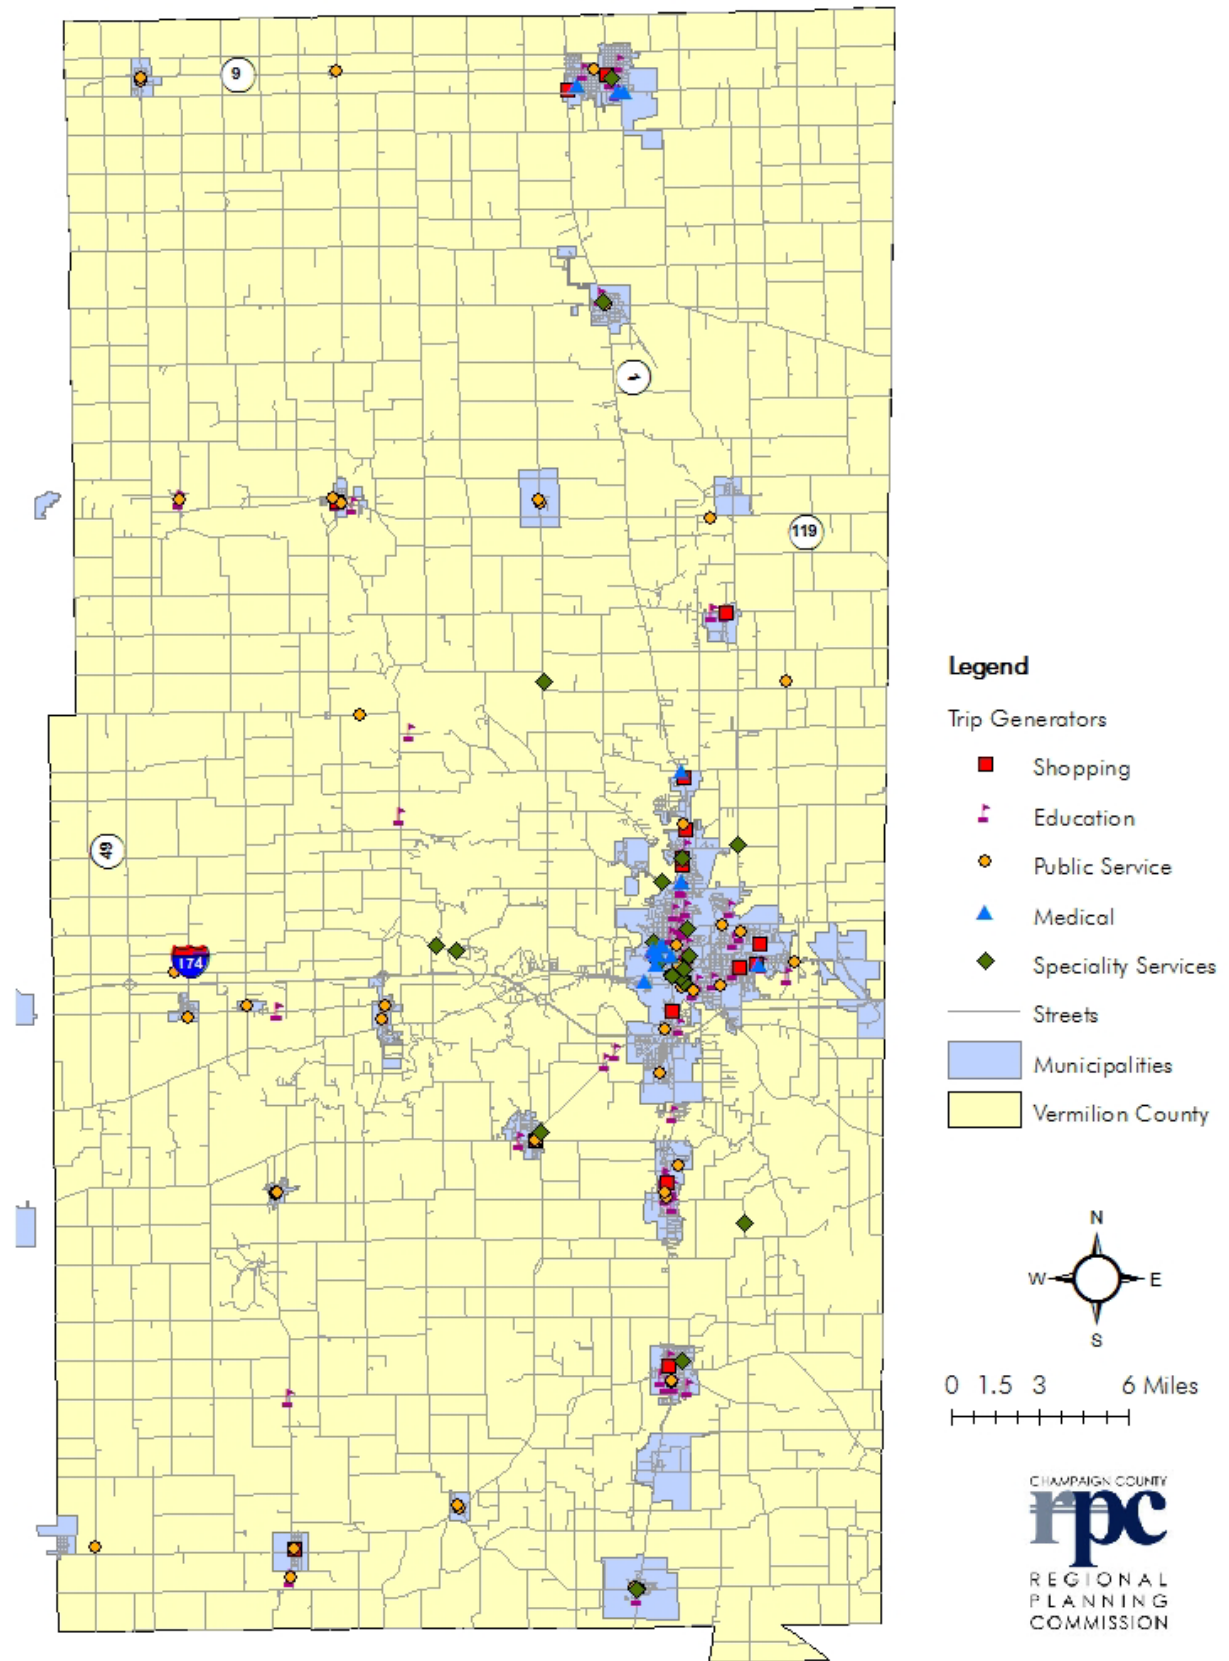 9
1
119
49
174
Legend
Trip Generators
Shopping
Education
Public Service
Medical
Speciality Services
Streets
Municipalities
Vermilion County
N
W E
S
0 1.5 3 6 Miles
CHAMPAIGN COUNTY
rpc
REGIONAL
PLANNING
COMMISSION